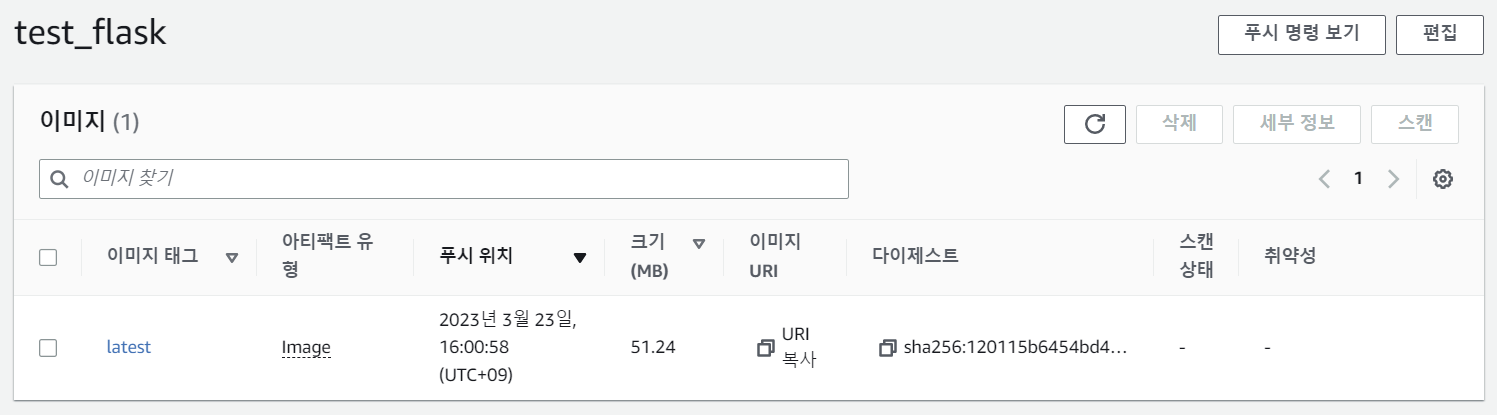 test_flask
푸시 명령 보기
편집
이미지 (1)
삭제
세부 정보
스캔
이미지 찾기
1
이미지 태그
아티팩트 유
형
푸시 위치
크기
(MB)
이미지
URI
다이제스트
스캔
상태
취약성
latest
Image
2023년 3월 23일,
16:00:58
(UTC+09)
51.24
URI
복사
sha256:120115b6454bd4...
-
-